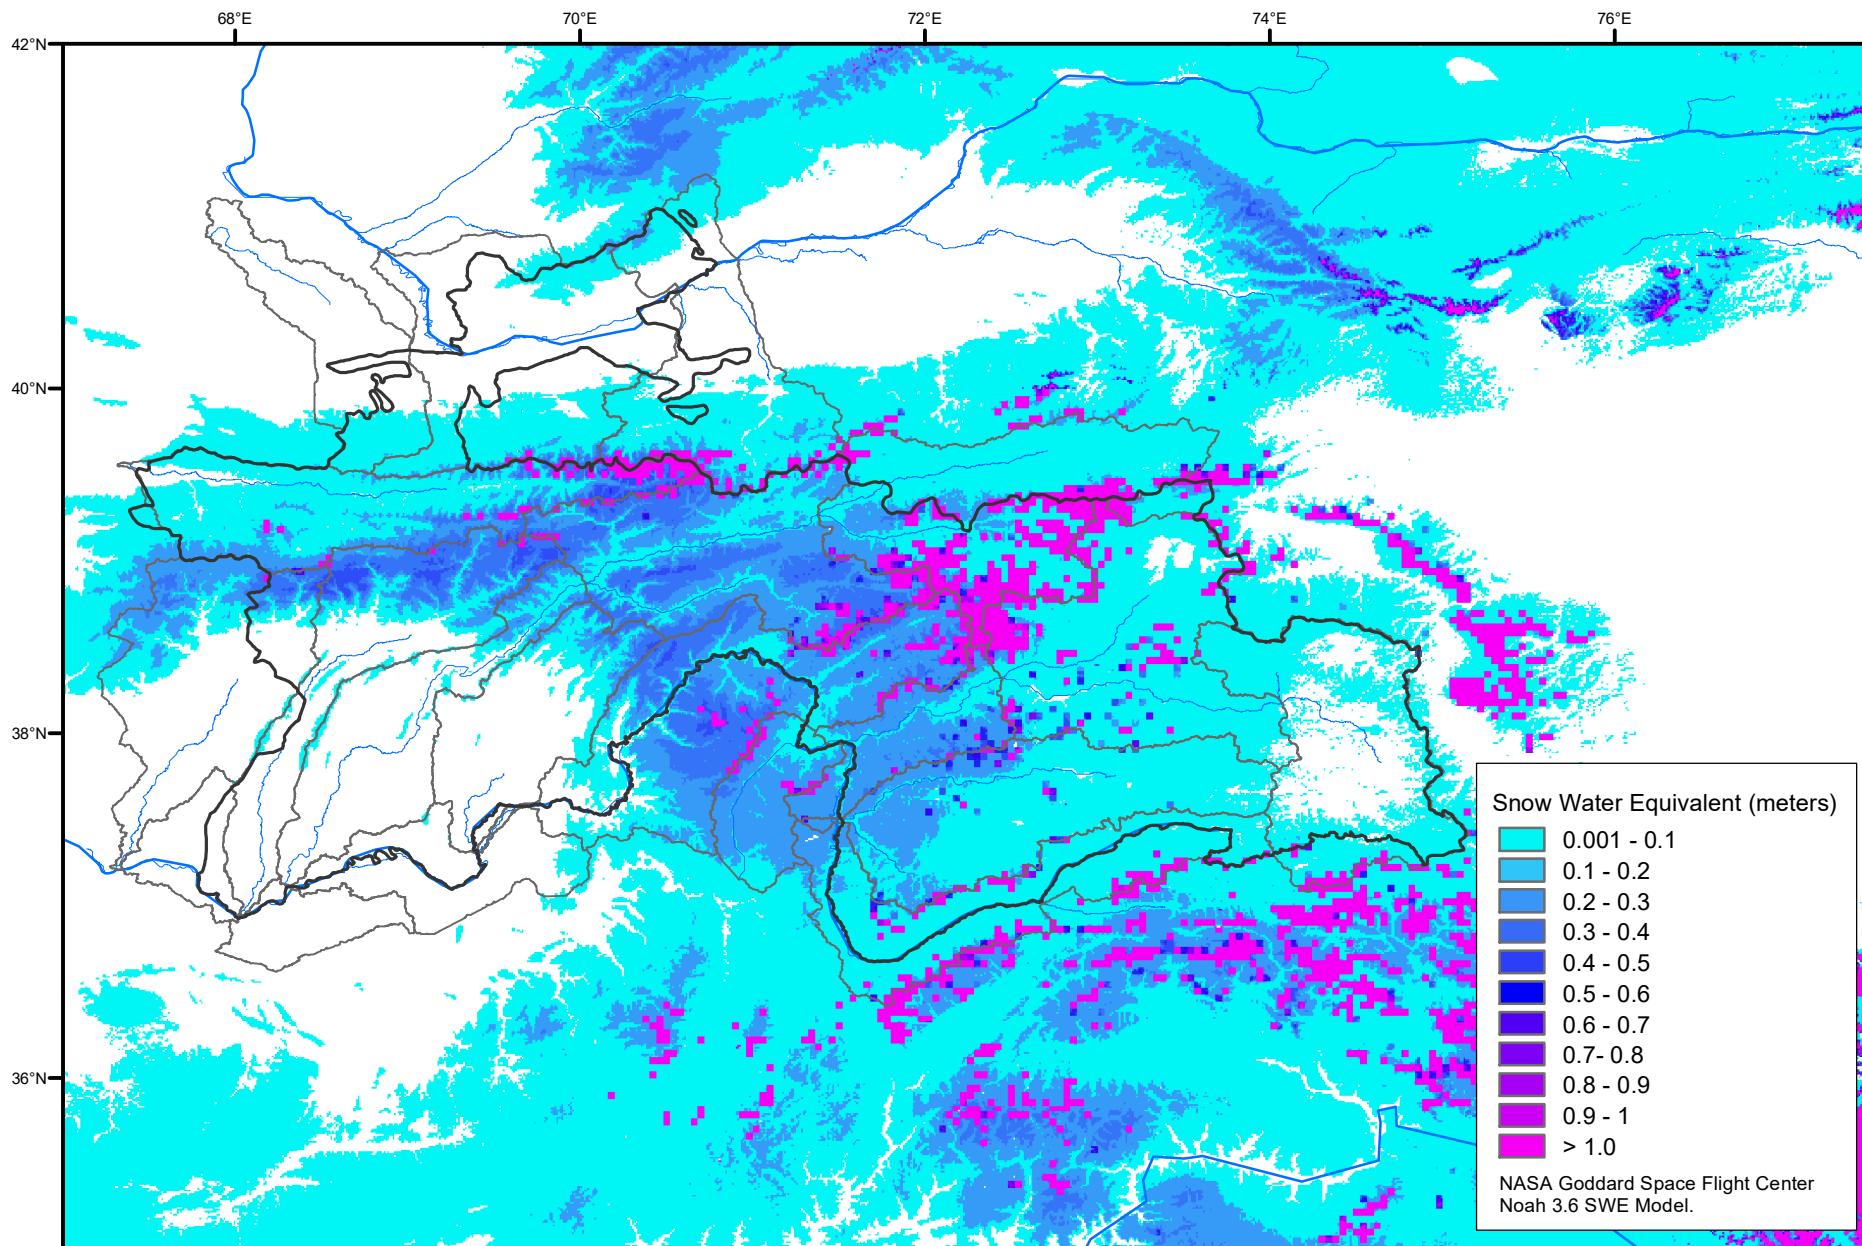 68°E
70°E
72°E
74°E
76°E
42°N
40°N
38°N
36°N
Snow Water Equivalent (meters)
0.001 - 0.1
0.1 - 0.2
0.2 - 0.3
0.3 - 0.4
0.4 - 0.5
0.5 - 0.6
0.6 - 0.7
0.7- 0.8
0.8 - 0.9
0.9 - 1
> 1.0
NASA Goddard Space Flight Center
Noah 3.6 SWE Model.